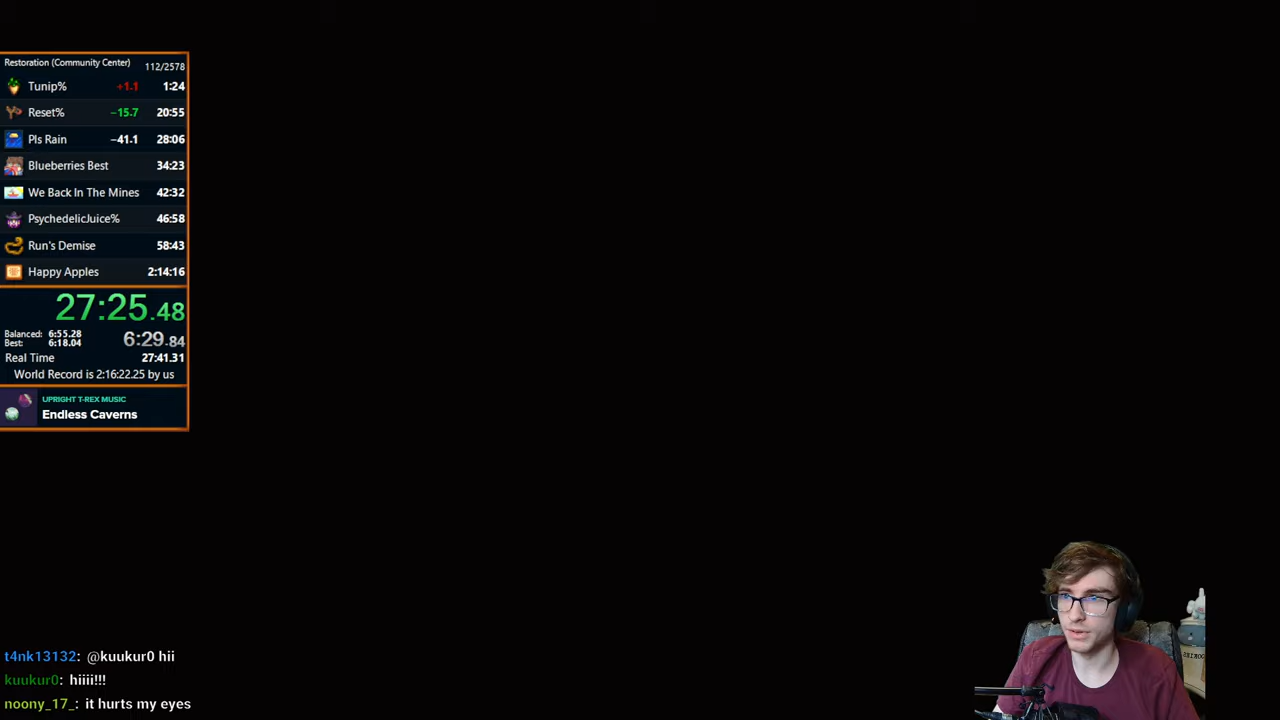 Restoration (Community Center) 112/2578
Tunip% +1.1 1:24
Reset% −15.7 20:55
Pls Rain −41.1 28:06
Blueberries Best 34:23
We Back In The Mines 42:32
PsychedelicJuice% 46:58
Run's Demise 58:43
Happy Apples 2:14:16
27:25.48
Balanced: 6:55.28
Best: 6:18.04
6:29.84
Real Time 27:41.31
World Record is 2:16:22.25 by us
UPRIGHT T-REX MUSIC
Endless Caverns
t4nk13132: @kuukur0 hii
kuukur0: hiiii!!!
noony_17_: it hurts my eyes